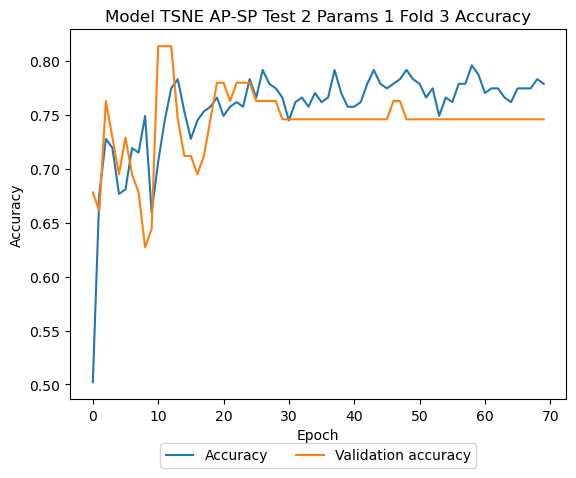 Model TSNE AP-SP Test 2 Params 1 Fold 3 Accuracy
0.80
0.75
0.70
0.65
0.60
0.55
0.50
Accuracy
0 10 20 30 40 50 60 70
Epoch
Accuracy Validation accuracy